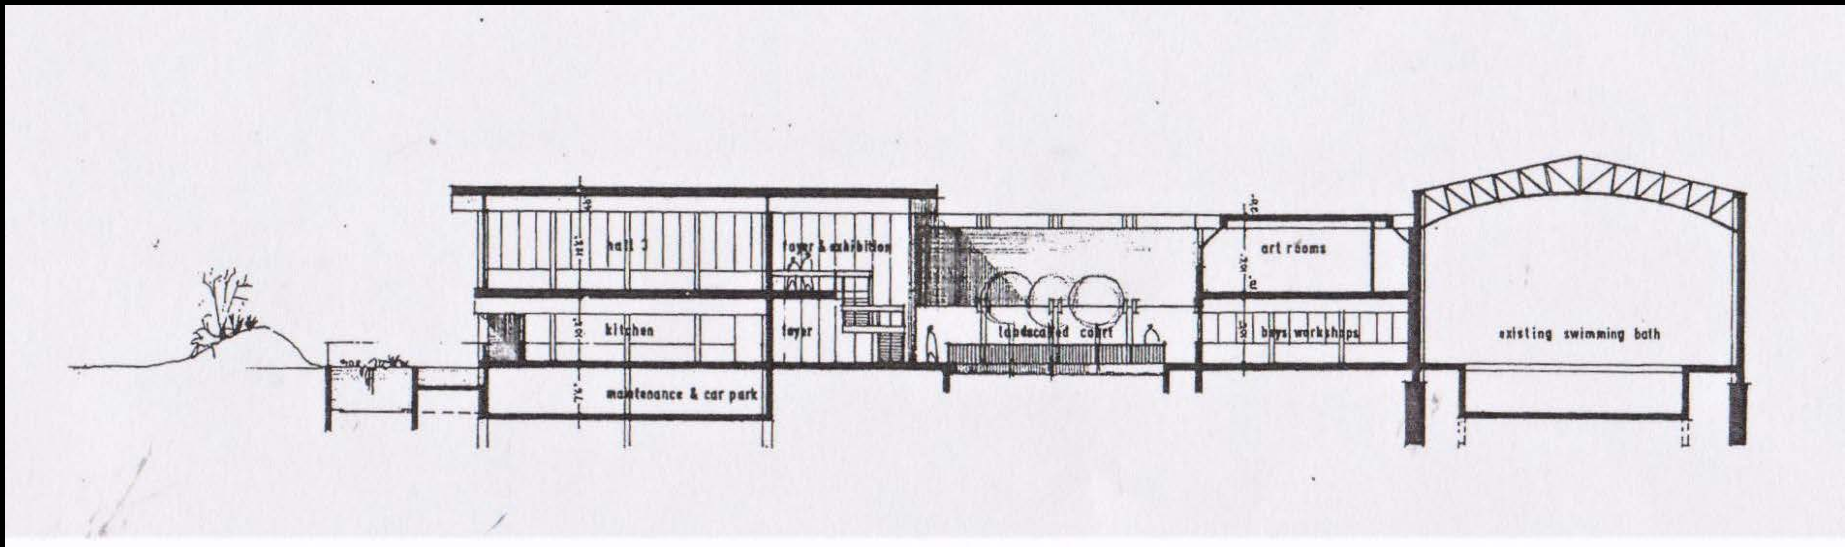 hall 3
foyer & exhibition
art rooms
kitchen
foyer
landscaped court
boys workshops
existing swimming bath
maintenance & car park